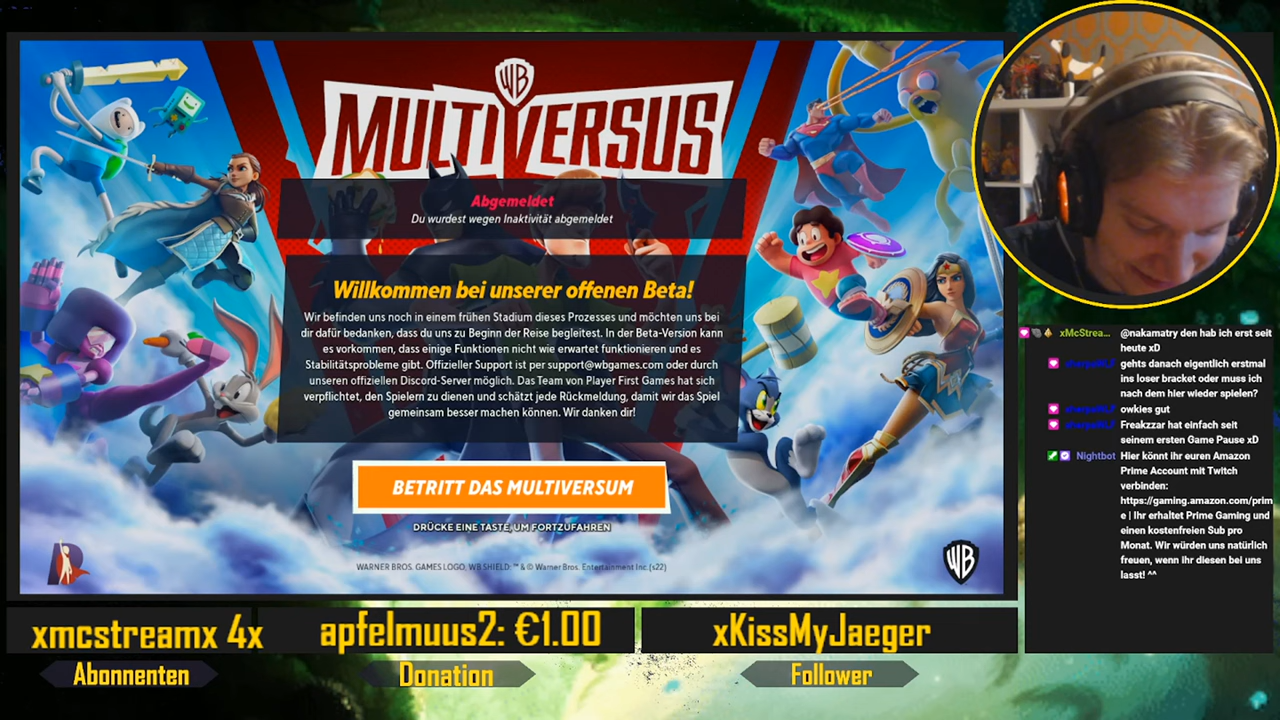 WB
MULTIVERSUS
Abgemeldet
Du wurdest wegen Inaktivität abgemeldet
Willkommen bei unserer offenen Beta!
Wir befinden uns noch in einem frühen Stadium dieses Prozesses und möchten uns bei
dir dafür bedanken, dass du uns zu Beginn der Reise begleitest. In der Beta-Version kann
es vorkommen, dass einige Funktionen nicht wie erwartet funktionieren und es
Stabilitätsprobleme gibt. Offizieller Support ist per support@wbgames.com oder durch
unseren offiziellen Discord-Server möglich. Das Team von Player First Games hat sich
verpflichtet, den Spielern zu dienen und schätzt jede Rückmeldung, damit wir das Spiel
gemeinsam besser machen können. Wir danken dir!
BETRITT DAS MULTIVERSUM
DRÜCKE EINE TASTE, UM FORTZUFAHREN
WARNER BROS. GAMES LOGO, WB SHIELD: ™ & © Warner Bros. Entertainment Inc. (s22)
WB
xMcStrea... @nakamatry den hab ich erst seit
heute xD
gehts danach eigentlich erstmal
ins loser bracket oder muss ich
nach dem hier wieder spielen?
owkies gut
Freakzzar hat einfach seit
seinem ersten Game Pause xD
Nightbot Hier könnt ihr euren Amazon
Prime Account mit Twitch
verbinden:
https://gaming.amazon.com/prim
e | Ihr erhaltet Prime Gaming und
einen kostenfreien Sub pro
Monat. Wir würden uns natürlich
freuen, wenn ihr diesen bei uns
lasst! ^^
xmcstreamx 4x
apfelmuus2: €1.00
xKissMyJaeger
Abonnenten
Donation
Follower